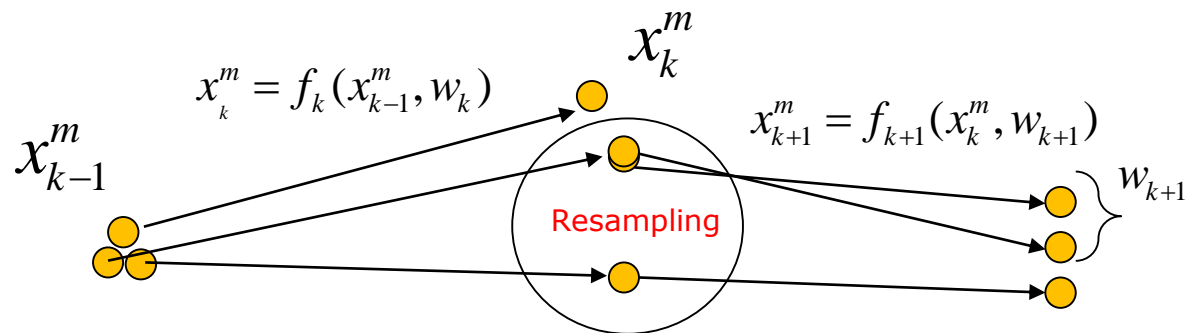 x_k^m
x_k^m = f_k(x_{k-1}^m, w_k)
x_{k+1}^m = f_{k+1}(x_k^m, w_{k+1})
x_{k-1}^m
w_{k+1}
Resampling